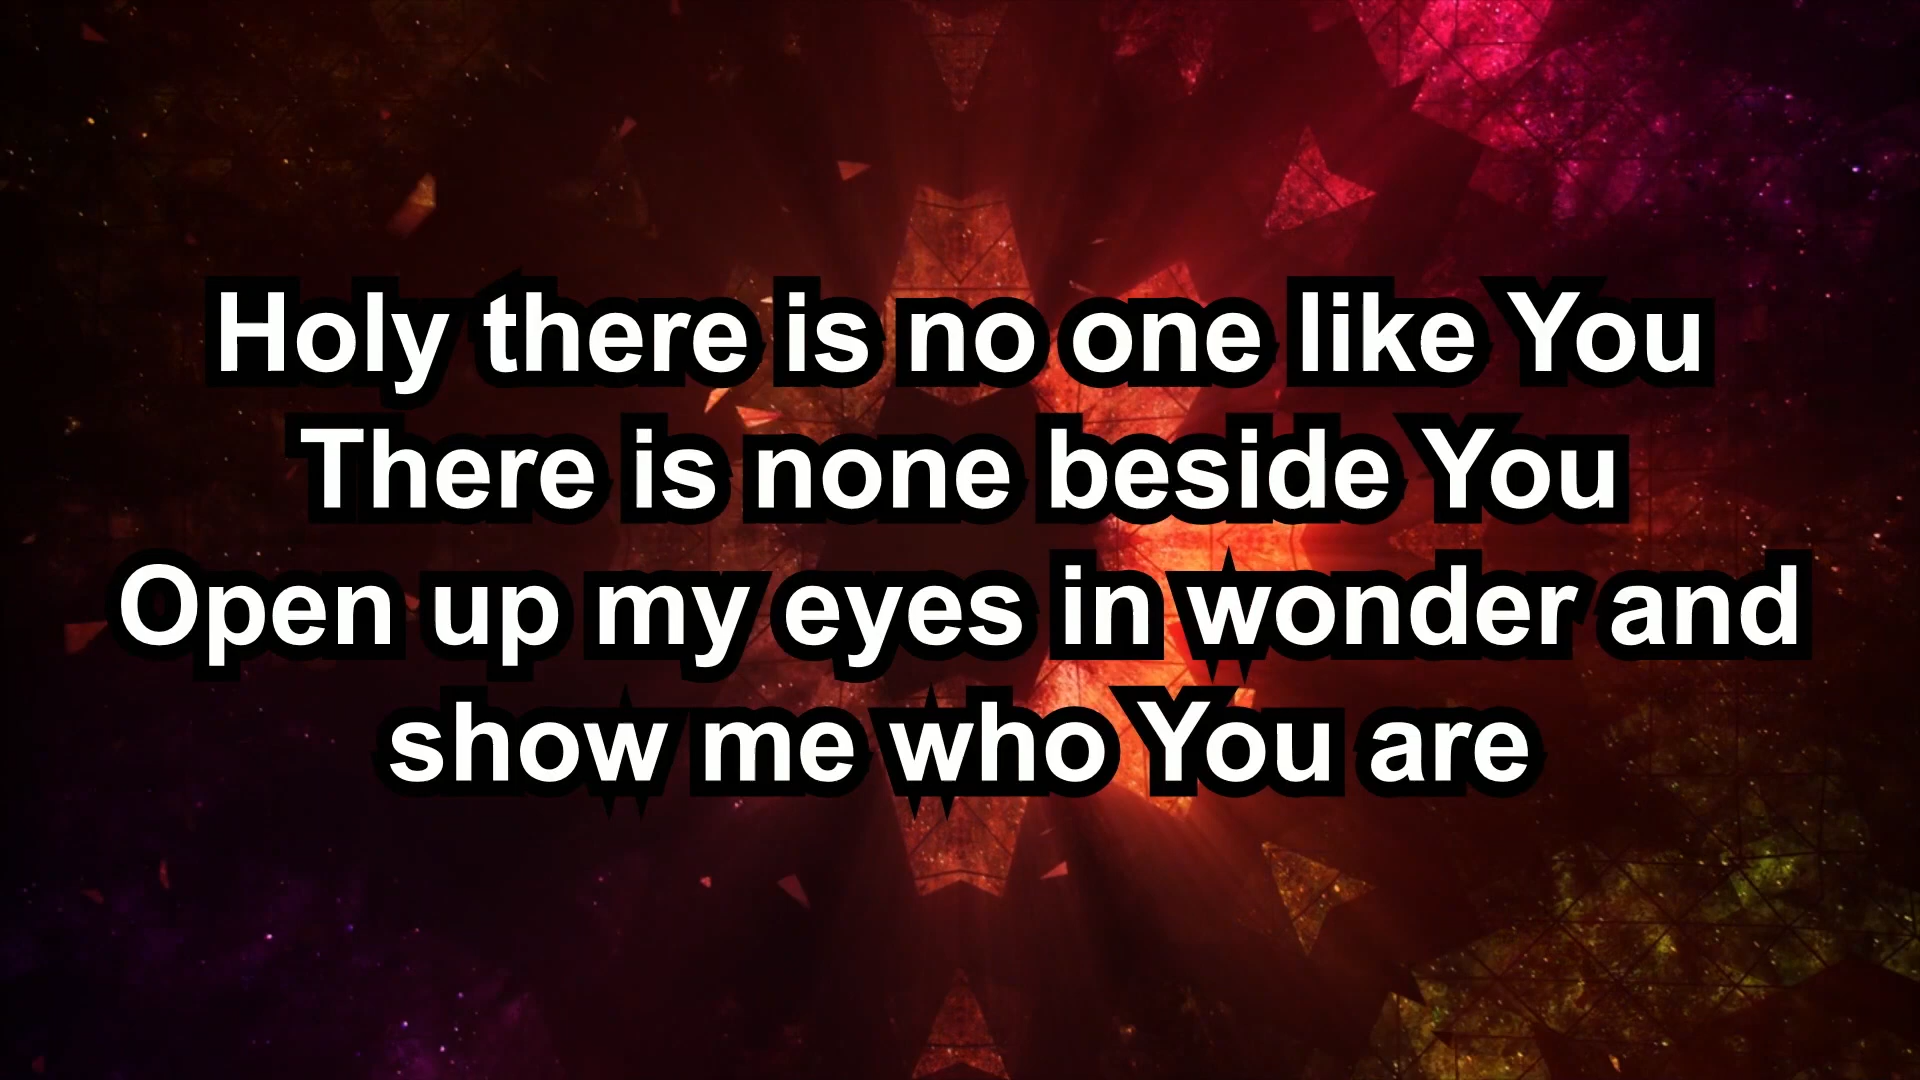 Holy there is no one like You
There is none beside You
Open up my eyes in wonder and
show me who You are